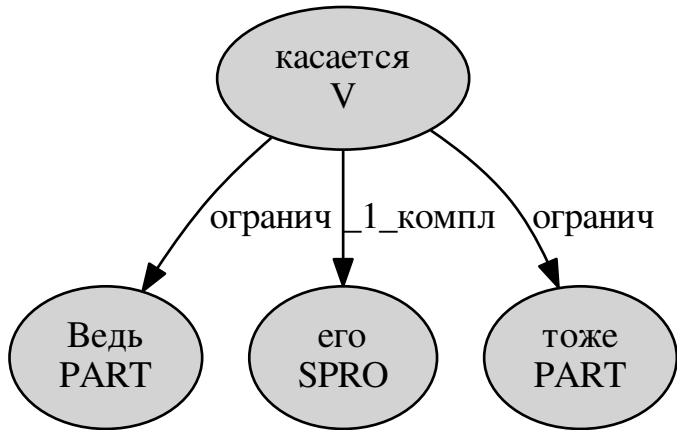 касается
V
огранич _1_компл огранич
Ведь
PART
его
SPRO
тоже
PART